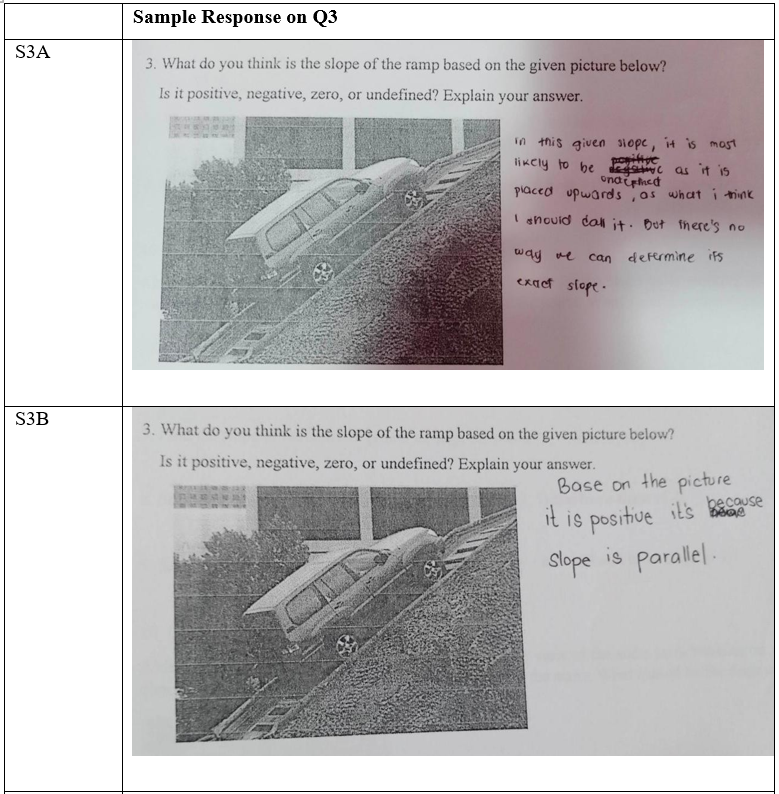 Sample Response on Q3
S3A
3. What do you think is the slope of the ramp based on the given picture below?
Is it positive, negative, zero, or undefined? Explain your answer.
in this given slope, it is most
likely to be positive
negative as it is
undefined
placed upwards, as what i think
I should call it. But there's no
way we can determine its
exact slope.
S3B
3. What do you think is the slope of the ramp based on the given picture below?
Is it positive, negative, zero, or undefined? Explain your answer.
Base on the picture
it is positive it's because
slope is parallel.